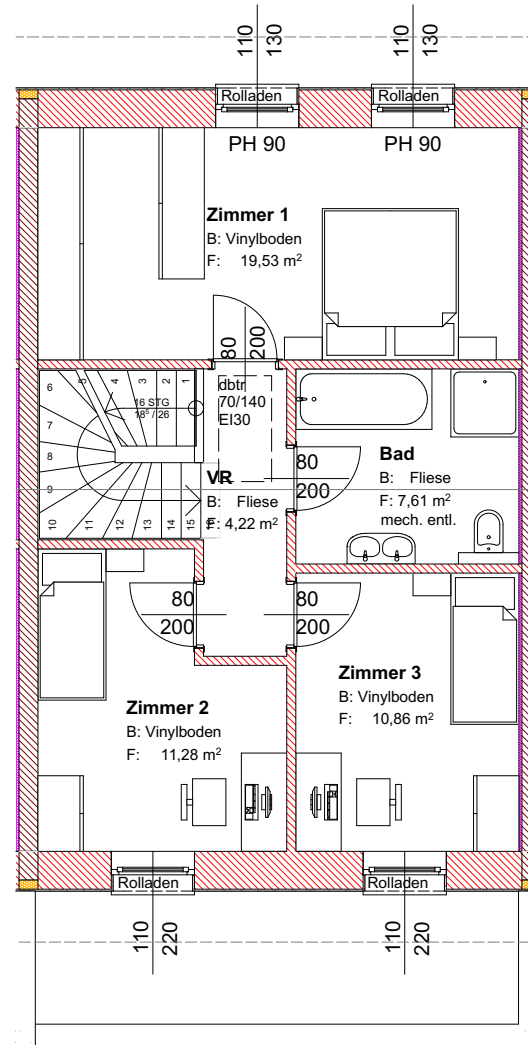 110
130
110
130
Rolladen
Rolladen
PH 90
PH 90
Zimmer 1
B: Vinylboden
F: 19,53 m²
80
200
6
5
4
3
2
1
16 STG
18⁵ / 26
7
8
9
10
11
12
13
14
15
dbtr
70/140
EI30
VR
B: Fliese
F: 4,22 m²
80
200
Bad
B: Fliese
F: 7,61 m²
mech. entl.
80
200
80
200
Zimmer 2
B: Vinylboden
F: 11,28 m²
Zimmer 3
B: Vinylboden
F: 10,86 m²
Rolladen
Rolladen
110
220
110
220